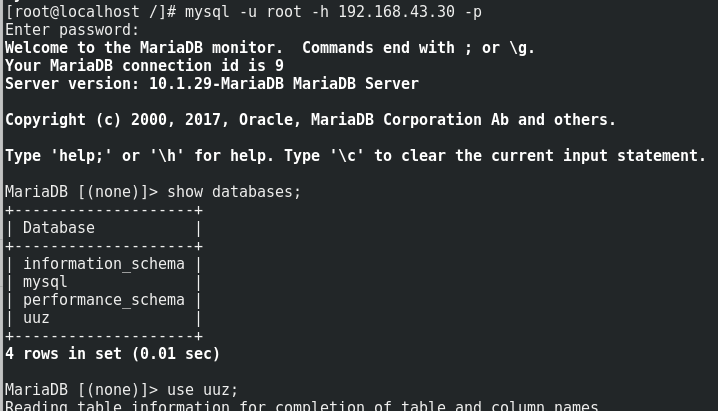 [root@localhost /]# mysql -u root -h 192.168.43.30 -p
Enter password:
Welcome to the MariaDB monitor.  Commands end with ; or \g.
Your MariaDB connection id is 9
Server version: 10.1.29-MariaDB MariaDB Server

Copyright (c) 2000, 2017, Oracle, MariaDB Corporation Ab and others.

Type 'help;' or '\h' for help. Type '\c' to clear the current input statement.

MariaDB [(none)]> show databases;
+--------------------+
| Database           |
+--------------------+
| information_schema |
| mysql              |
| performance_schema |
| uuz                |
+--------------------+
4 rows in set (0.01 sec)

MariaDB [(none)]> use uuz;
Reading table information for completion of table and column names